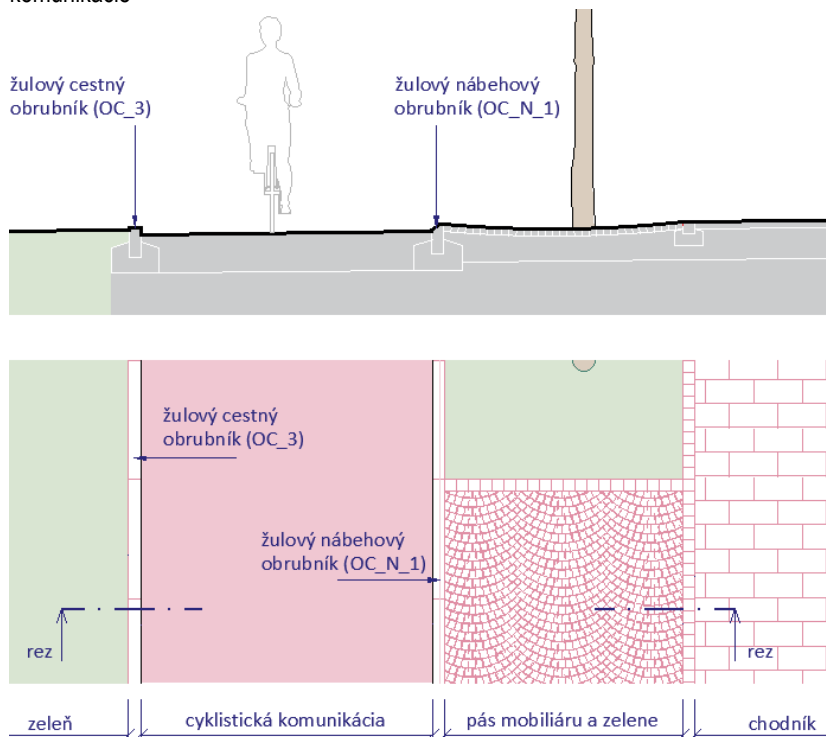 komunikácie
žulový cestný
obrubník (OC_3)
žulový nábehový
obrubník (OC_N_1)
žulový cestný
obrubník (OC_3)
žulový nábehový
obrubník (OC_N_1)
rez
rez
zeleň
cyklistická komunikácia
pás mobiliáru a zelene
chodník